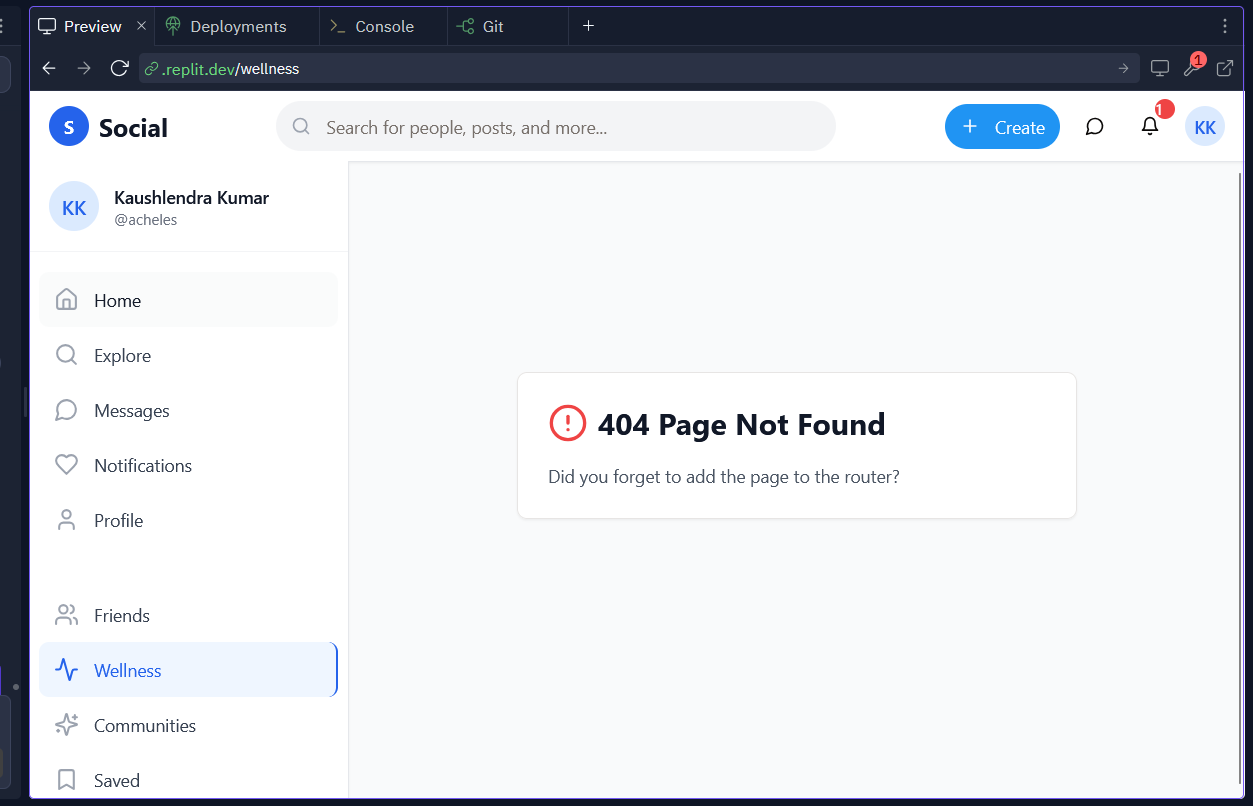 Preview
Deployments
Console
Git
.replit.dev/wellness
1
S
Social
Search for people, posts, and more...
Create
1
KK
KK
Kaushlendra Kumar
@acheles
Home
Explore
Messages
Notifications
Profile
Friends
Wellness
Communities
Saved
404 Page Not Found
Did you forget to add the page to the router?